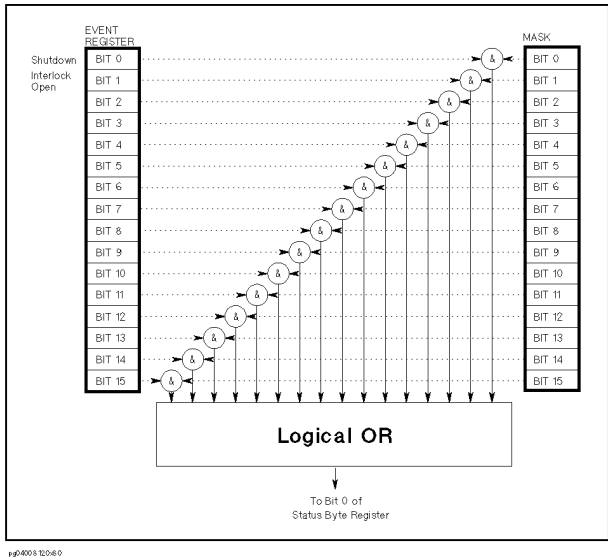 EVENT
REGISTER
MASK
Shutdown BIT 0 & BIT 0
Interlock
Open
BIT 1 & BIT 1
BIT 2 & BIT 2
BIT 3 & BIT 3
BIT 4 & BIT 4
BIT 5 & BIT 5
BIT 6 & BIT 6
BIT 7 & BIT 7
BIT 8 & BIT 8
BIT 9 & BIT 9
BIT 10 & BIT 10
BIT 11 & BIT 11
BIT 12 & BIT 12
BIT 13 & BIT 13
BIT 14 & BIT 14
BIT 15 & BIT 15
Logical OR
To Bit 0 of
Status Byte Register